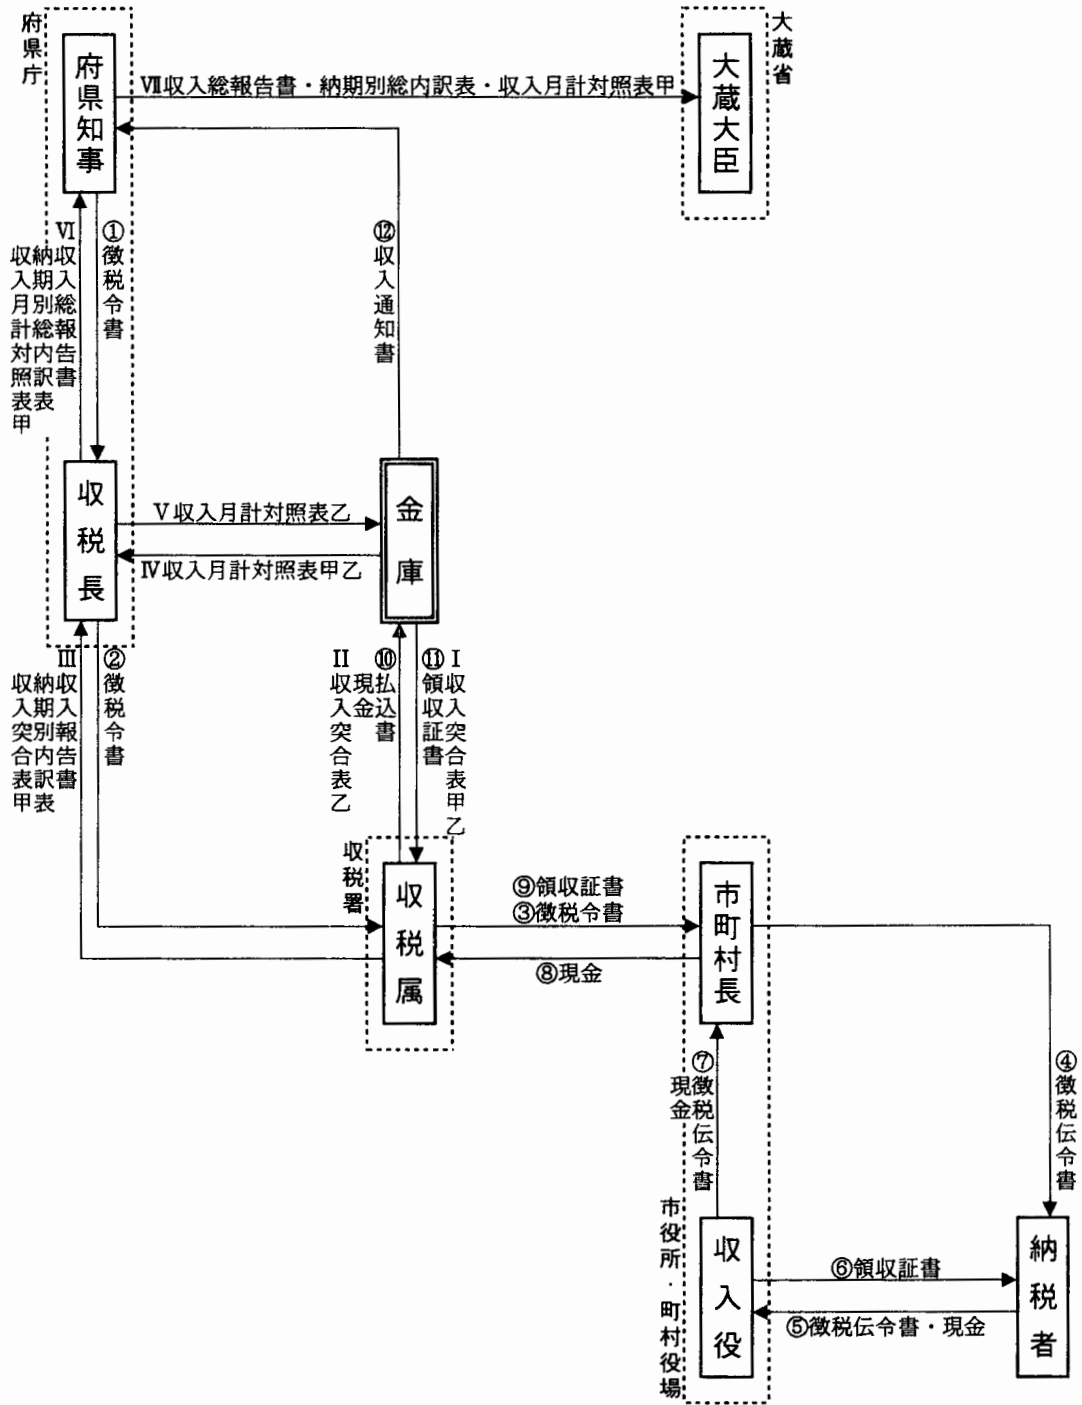 府県庁
府県知事
大蔵省
大蔵大臣
Ⅶ収入総報告書・納期別総内訳表・収入月計対照表甲
①徴税令書
Ⅵ収入総報告書
納期別総内訳表
収入月計対照表甲
⑫収入通知書
収税長
金庫
Ⅴ収入月計対照表乙
Ⅳ収入月計対照表甲乙
②徴税令書
Ⅲ収入報告書
納期別内訳表
収入突合表甲
Ⅰ収入突合表甲乙
⑪領収証書
⑩払込書
現金
Ⅱ収入突合表乙
収税署
収税属
⑨領収証書
③徴税令書
⑧現金
市町村長
④徴税伝令書
⑦徴税伝令書
現金
市役所・町村役場
収入役
⑥領収証書
⑤徴税伝令書・現金
納税者